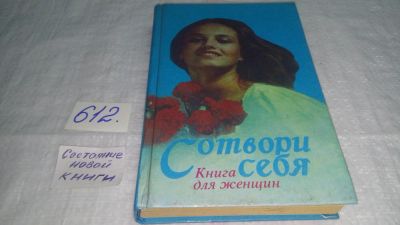 612.
Состояние
новой
книги
Сотвори
себя
Книга
для женщин